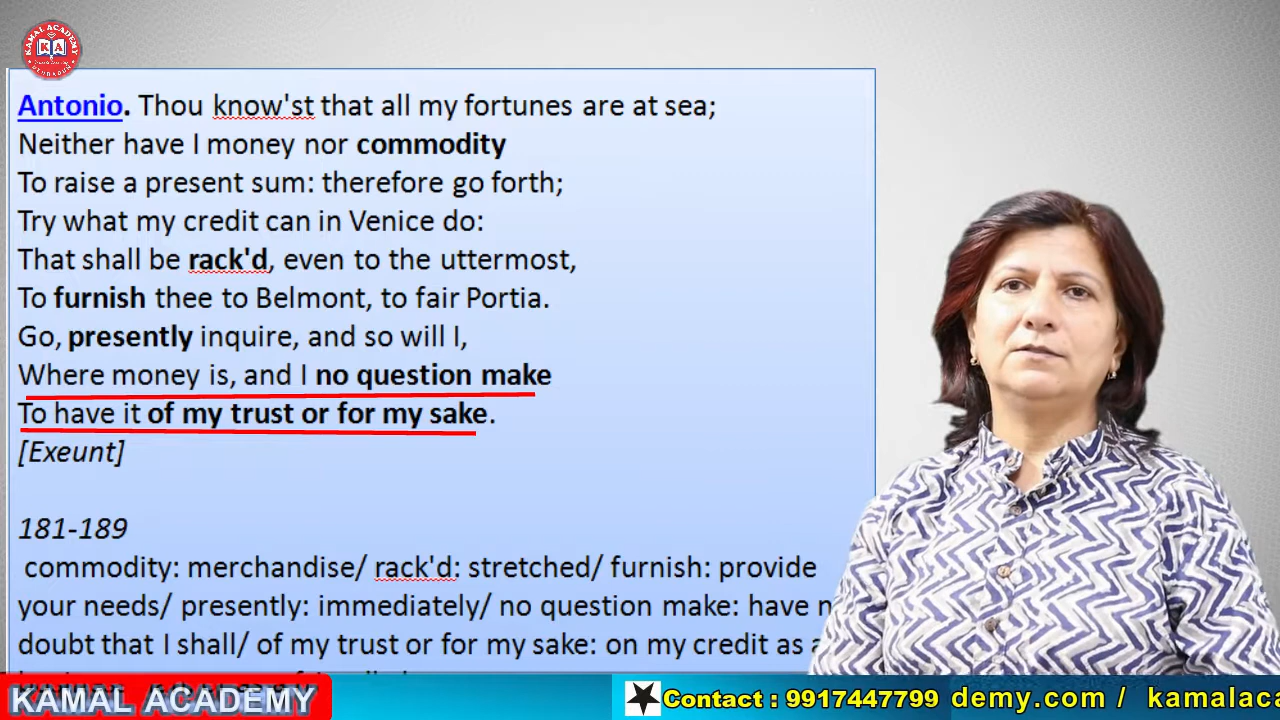 KAMAL ACADEMY
KA
DEHRADUN
Antonio. Thou know'st that all my fortunes are at sea;
Neither have I money nor commodity
To raise a present sum: therefore go forth;
Try what my credit can in Venice do:
That shall be rack'd, even to the uttermost,
To furnish thee to Belmont, to fair Portia.
Go, presently inquire, and so will I,
Where money is, and I no question make
To have it of my trust or for my sake.
[Exeunt]
181-189
commodity: merchandise/ rack'd: stretched/ furnish: provide
your needs/ presently: immediately/ no question make: have
doubt that I shall/ of my trust or for my sake: on my credit as
KAMAL ACADEMY
Contact : 9917447799 demy.com / kamalaca